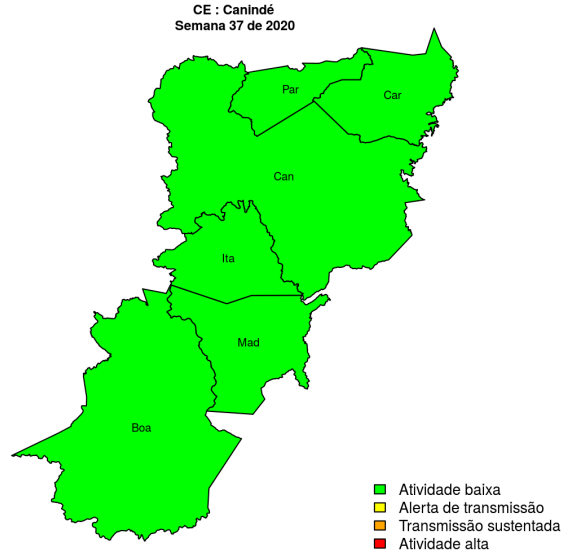 CE : Canindé
Semana 37 de 2020
Par
Car
Can
Ita
Mad
Boa
Atividade baixa
Alerta de transmissão
Transmissão sustentada
Atividade alta